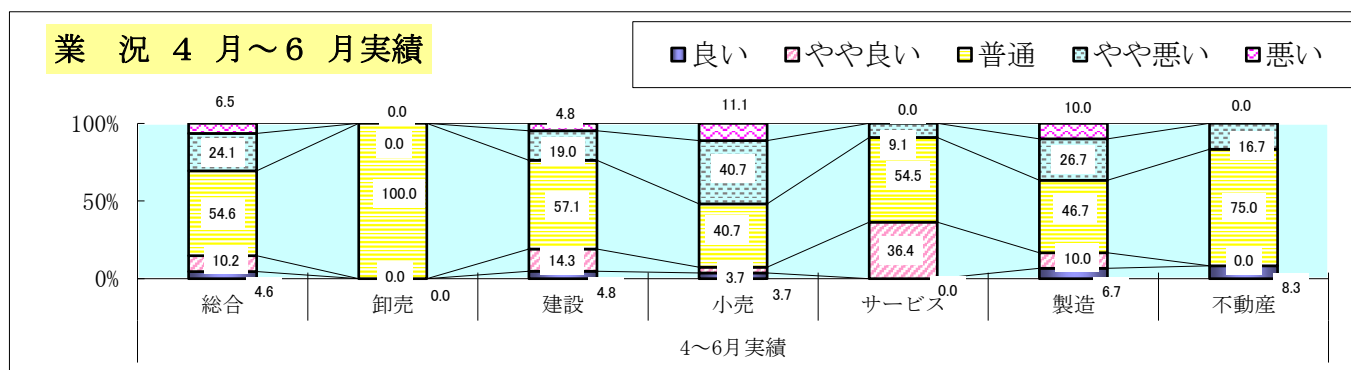 業 況 4 月～6 月実績
良い やや良い 普通 やや悪い 悪い
6.5 0.0 4.8 11.1 0.0 10.0 0.0
100%
50%
0%
24.1 0.0 19.0 40.7 9.1 26.7 16.7
54.6 100.0 57.1 40.7 54.5 46.7 75.0
10.2 0.0 14.3 3.7 36.4 10.0 0.0
4.6 0.0 4.8 3.7 0.0 6.7 8.3
総合 卸売 建設 小売 サービス 製造 不動産
4～6月実績